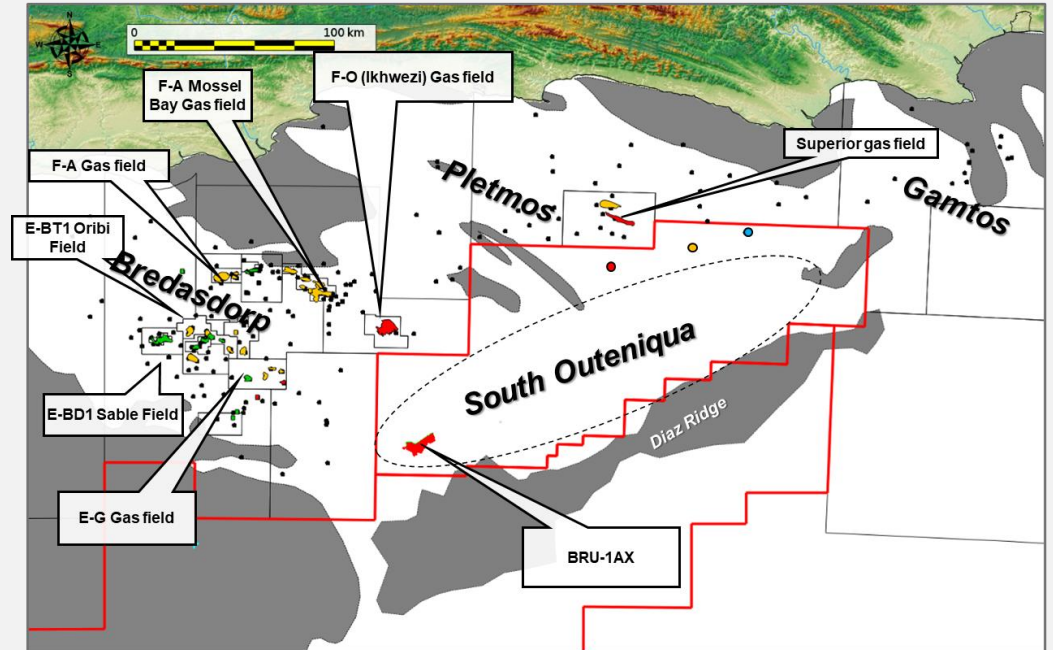 N
W
E
S
0
100 km
F-O (Ikhwezi) Gas field
F-A Mossel
Bay Gas field
F-A Gas field
Superior gas field
E-BT1 Oribi
Field
Pletmos
Gamtos
Bredasdorp
South Outeniqua
Diaz Ridge
E-BD1 Sable Field
E-G Gas field
BRU-1AX